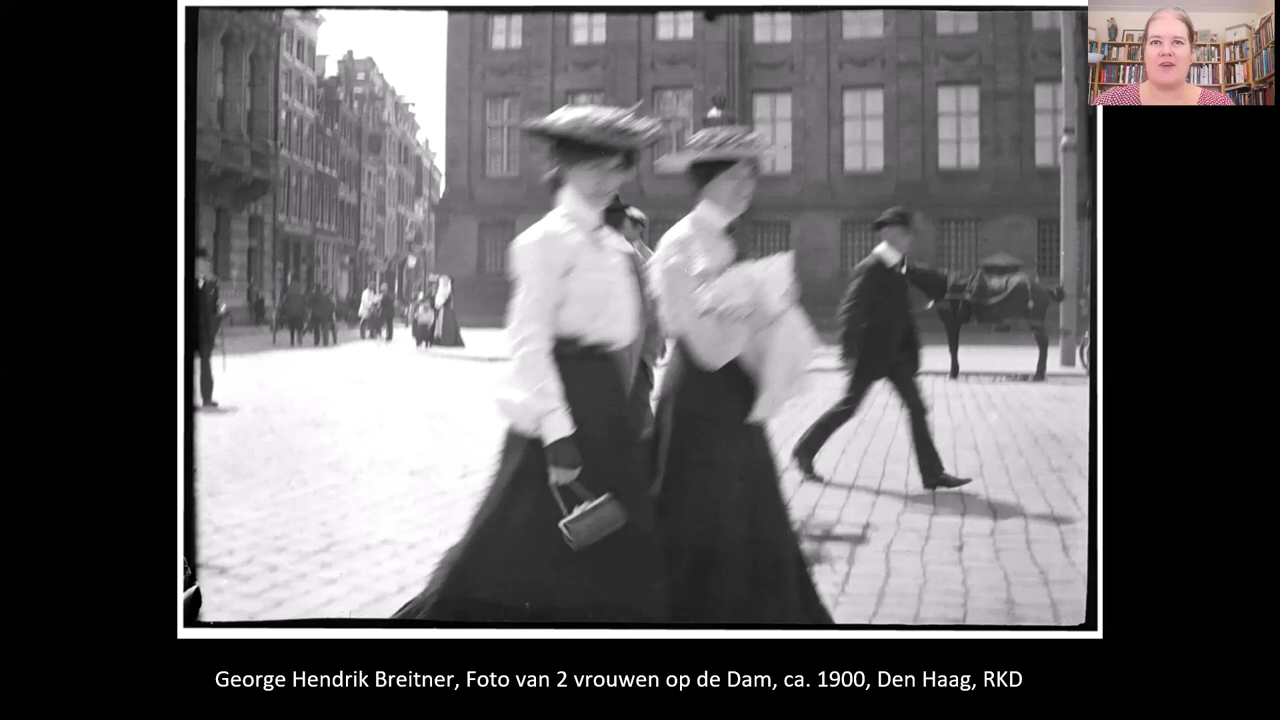 George Hendrik Breitner, Foto van 2 vrouwen op de Dam, ca. 1900, Den Haag, RKD